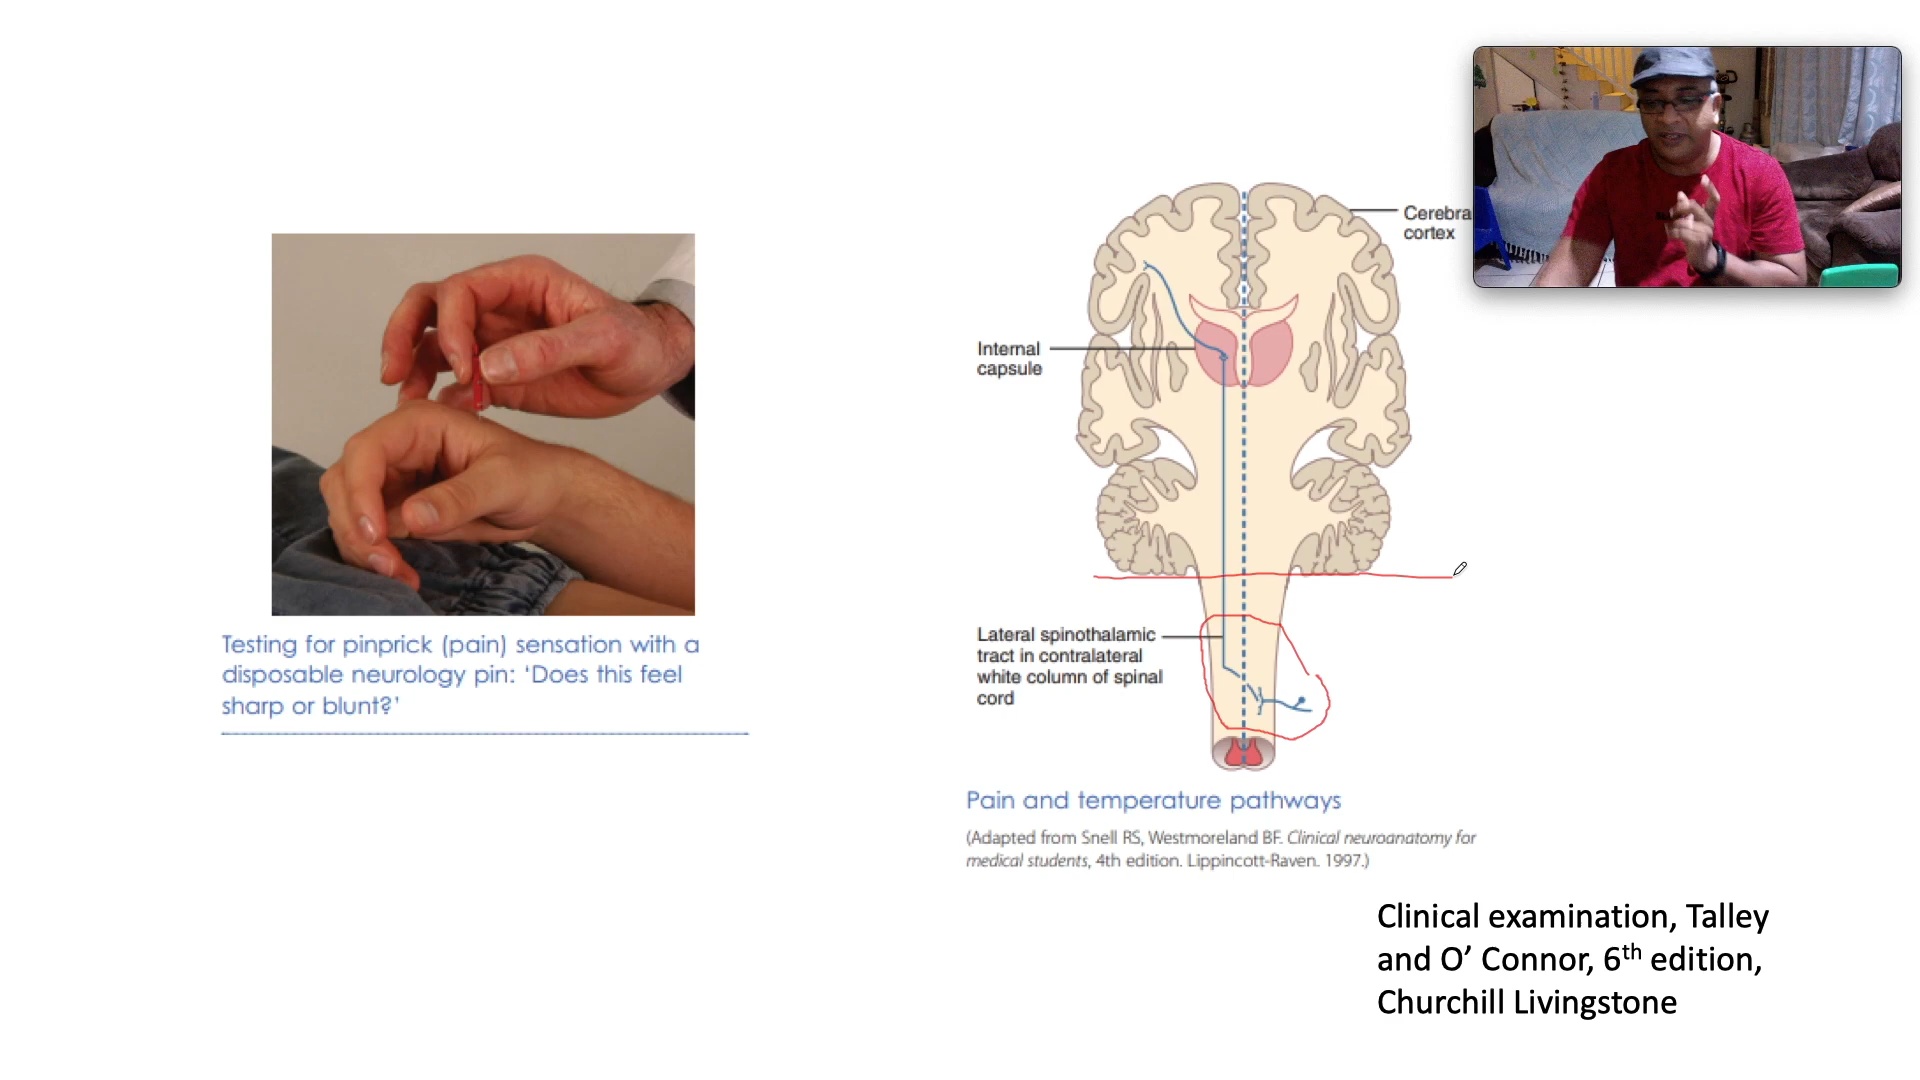 Cerebra
cortex
Internal
capsule
Testing for pinprick (pain) sensation with a
disposable neurology pin: ‘Does this feel
sharp or blunt?’
Lateral spinothalamic
tract in contralateral
white column of spinal
cord
Pain and temperature pathways
(Adapted from Snell RS, Westmoreland BF. Clinical neuroanatomy for
medical students, 4th edition. Lippincott-Raven. 1997.)
Clinical examination, Talley
and O’ Connor, 6th edition,
Churchill Livingstone